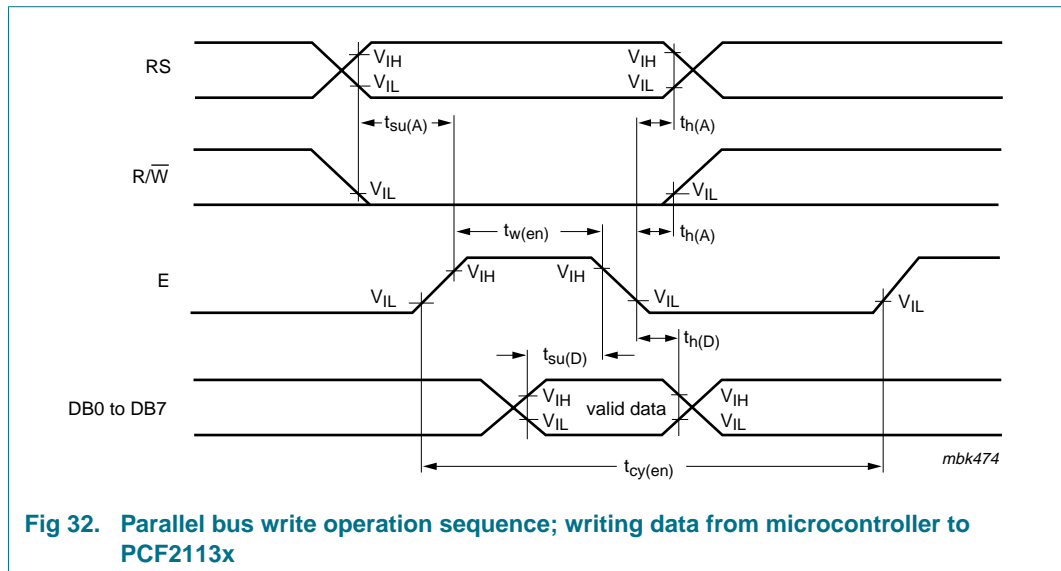 RS
VIH
VIL
VIH
VIL
tsu(A)
th(A)
R/W
VIL
VIL
tw(en)
th(A)
E
VIH
VIH
VIL
VIL
VIL
tsu(D)
th(D)
DB0 to DB7
VIH
VIL
valid data
VIH
VIL
tcy(en)
mbk474
Fig 32. Parallel bus write operation sequence; writing data from microcontroller to
PCF2113x